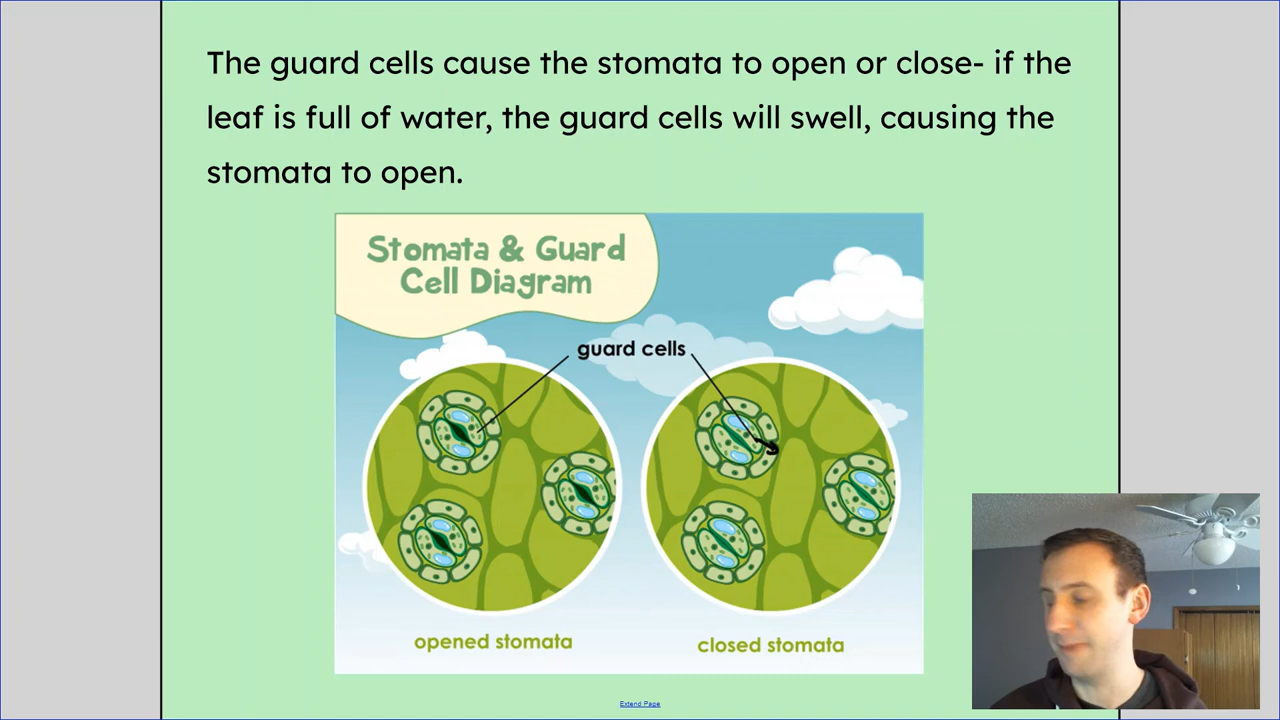 The guard cells cause the stomata to open or close- if the
leaf is full of water, the guard cells will swell, causing the
stomata to open.
Stomata & Guard
Cell Diagram
guard cells
opened stomata
closed stomata
Extend Page